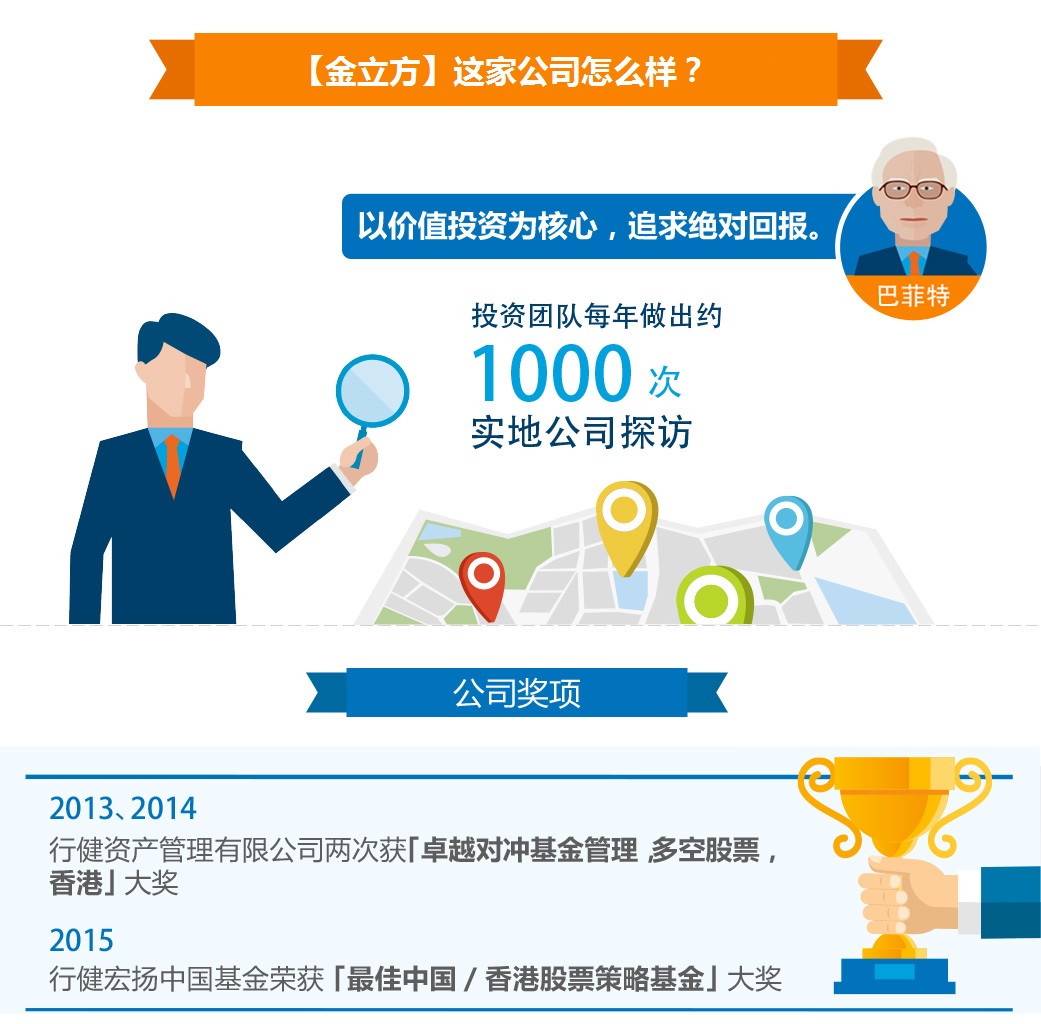 【金立方】这家公司怎么样？
以价值投资为核心，追求绝对回报。
巴菲特
投资团队每年做出约
1000 次
实地公司探访
公司奖项
2013、2014
行健资产管理有限公司两次获「卓越对冲基金管理 ,多空股票，
香港」大奖
2015
行健宏扬中国基金荣获「最佳中国 / 香港股票策略基金」大奖